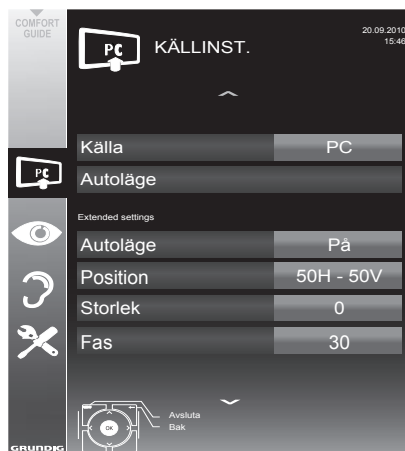 COMFORT
GUIDE
PC
KÄLLINST.
20.09.2010
15:46
Källa PC
Autoläge
PC
Extended settings
Autoläge På
Position 50H - 50V
Storlek 0
Fas 30
Avsluta
Bak
OK
GRUNDIG